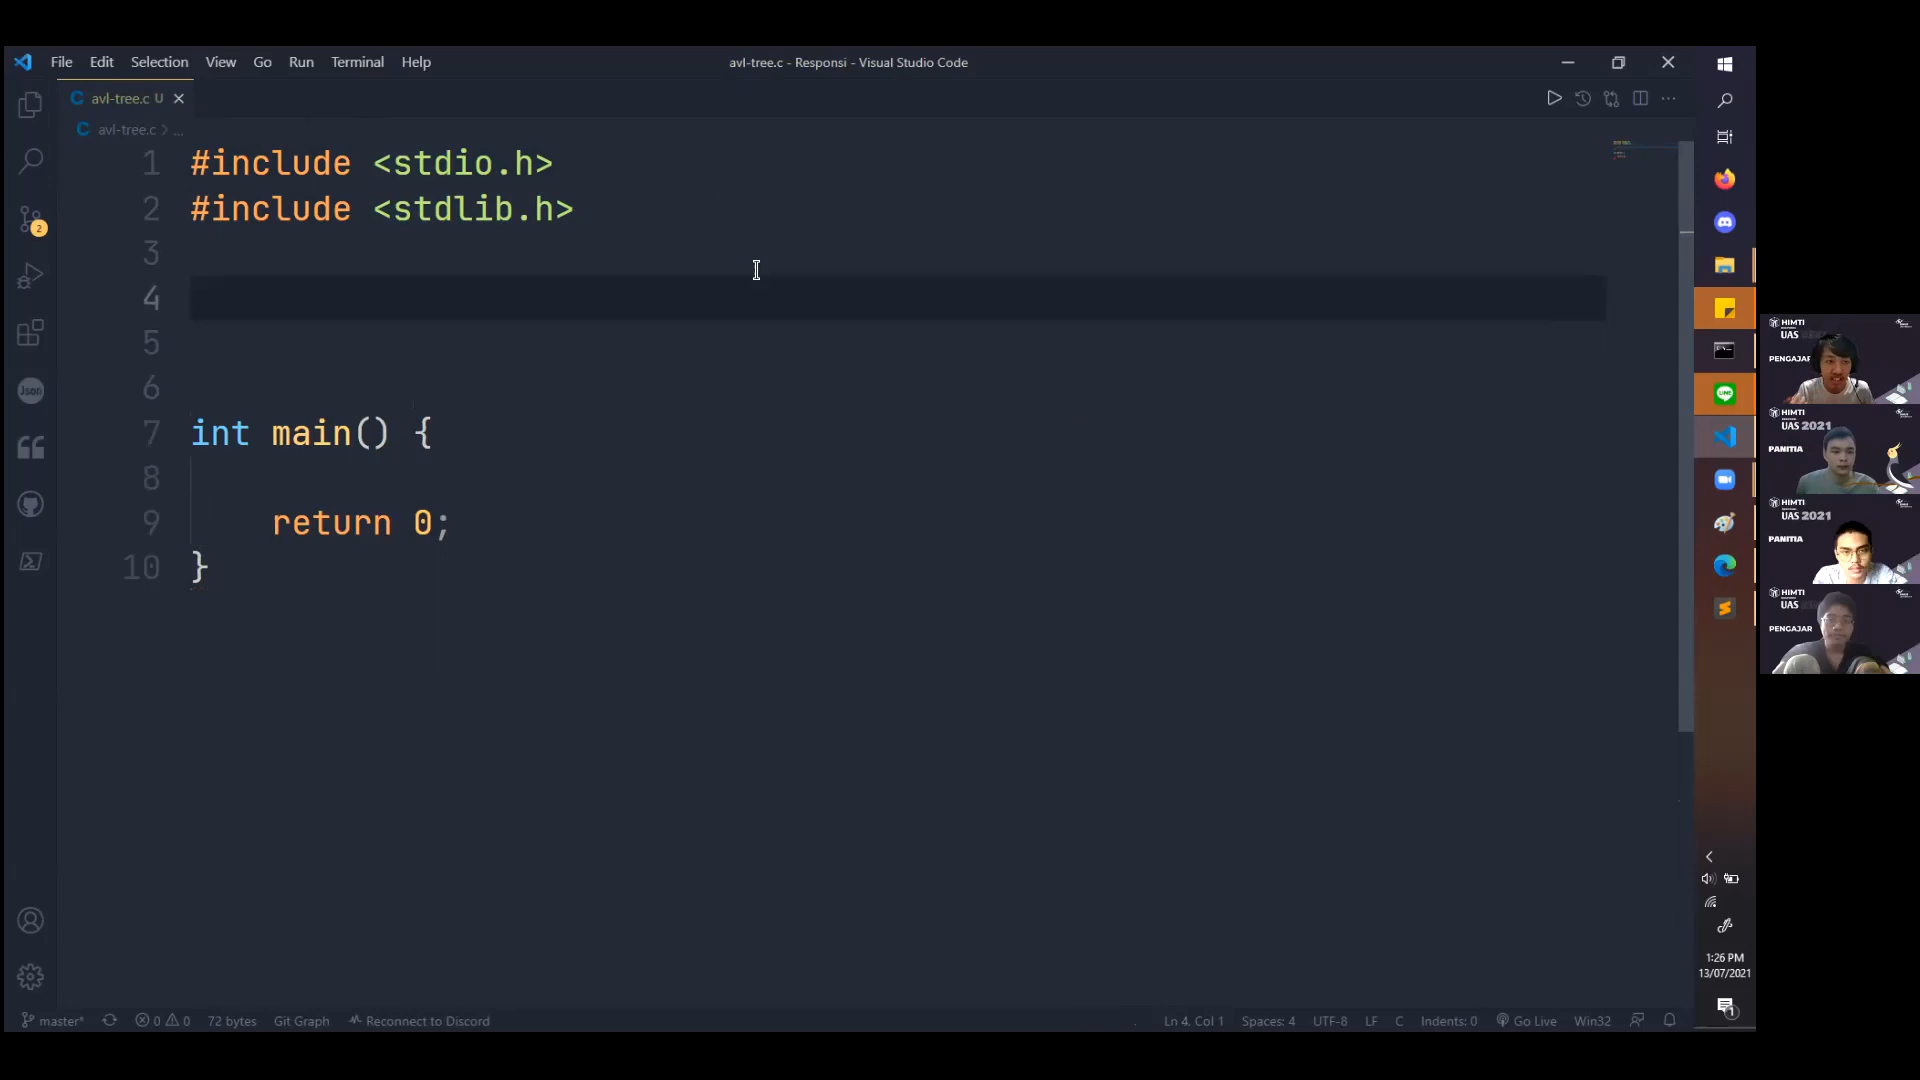 File Edit Selection View Go Run Terminal Help
avl-tree.c - Responsi - Visual Studio Code
C avl-tree.c U
C avl-tree.c > ...
1 #include <stdio.h>
2 #include <stdlib.h>
3
4
5
6
7 int main() {
8
9 return 0;
10 }
2
Json
HIMTI
UAS
PENGAJAR
HIMTI
UAS 2021
PANITIA
HIMTI
UAS 2021
PANITIA
HIMTI
UAS
PENGAJAR
LINE
1:26 PM
13/07/2021
1
master* 0 0 72 bytes Git Graph Reconnect to Discord
Ln 4, Col 1 Spaces: 4 UTF-8 LF C Indents: 0 Go Live Win32